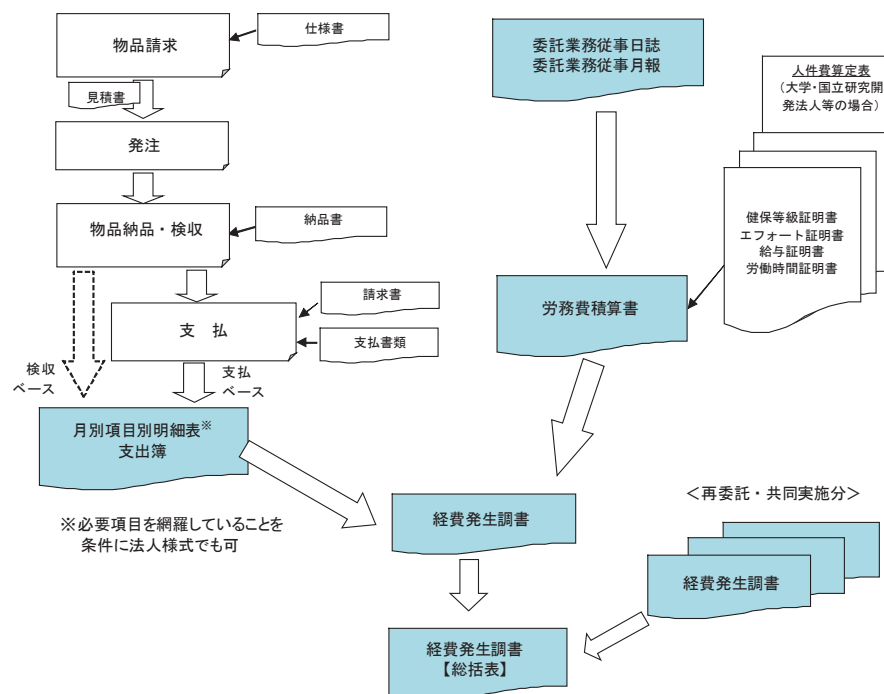 物品請求
仕様書
見積書
発注
物品納品・検収
納品書
支　払
請求書
支払書類
検収
ベース
支払
ベース
月別項目別明細表※
支出簿
※必要項目を網羅していることを
条件に法人様式でも可
委託業務従事日誌
委託業務従事月報
人件費算定表
（大学・国立研究開
発法人等の場合）
健保等級証明書
エフォート証明書
給与証明書
労働時間証明書
労務費積算書
経費発生調書
＜再委託・共同実施分＞
経費発生調書
経費発生調書
【総括表】